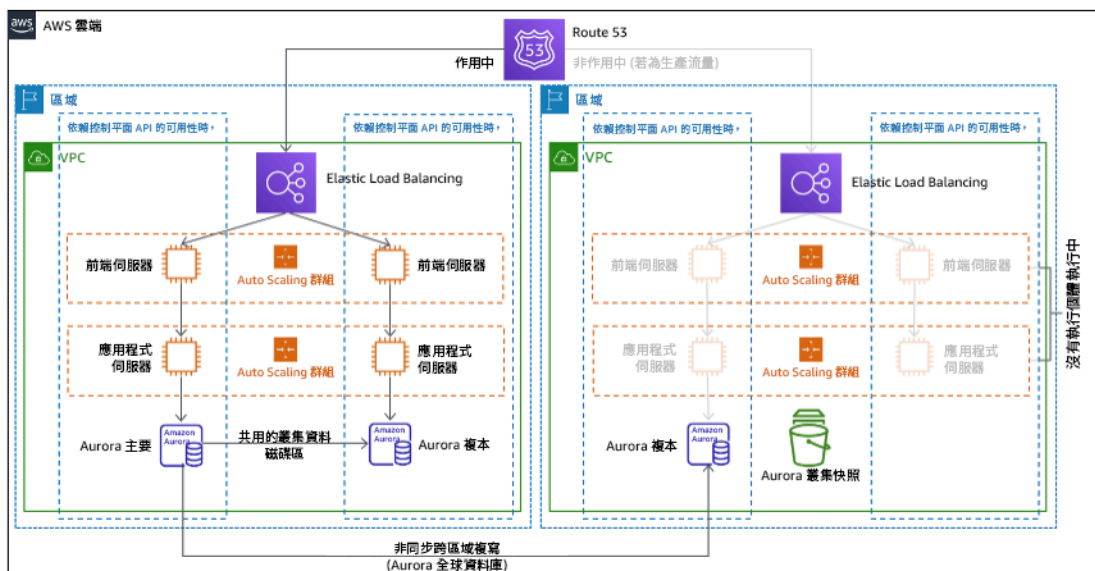 aws
AWS 雲端
Route 53
53
作用中
非作用中 (若為生產流量)
區域
依賴控制平面 API 的可用性時，
依賴控制平面 API 的可用性時，
VPC
Elastic Load Balancing
前端伺服器
Auto Scaling 群組
前端伺服器
應用程式
伺服器
Auto Scaling 群組
應用程式
伺服器
Aurora 主要
Amazon
Aurora
共用的叢集資料
磁碟區
Amazon
Aurora
Aurora 複本
區域
依賴控制平面 API 的可用性時，
依賴控制平面 API 的可用性時，
VPC
Elastic Load Balancing
前端伺服器
Auto Scaling 群組
前端伺服器
應用程式
伺服器
Auto Scaling 群組
應用程式
伺服器
沒有執行個體執行中
Aurora 複本
Amazon
Aurora
Aurora 叢集快照
非同步跨區域複寫
(Aurora 全球資料庫)